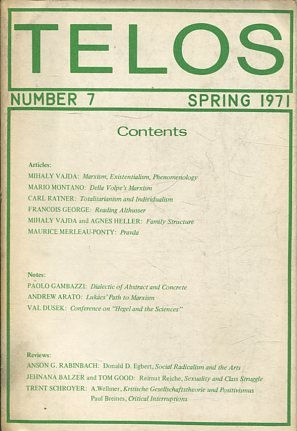 TELOS
NUMBER 7 SPRING 1971
Contents
Articles:
MIHALY VAJDA: Marxism, Existentialism, Phenomenology
MARIO MONTANO: Della Volpe's Marxism
CARL RATNER: Totalitarianism and Individualism
FRANCOIS GEORGE: Reading Althusser
MIHALY VAJDA and AGNES HELLER: Family Structure
MAURICE MERLEAU-PONTY: Pravda
Notes:
PAOLO GAMBAZZI: Dialectic of Abstract and Concrete
ANDREW ARATO: Lukács' Path to Marxism
VAL DUSEK: Conference on "Hegel and the Sciences"
Reviews:
ANSON G. RABINBACH: Donald D. Egbert, Social Radicalism and the Arts
JEHNANA BALZER and TOM GOOD: Reimut Reiche, Sexuality and Class Struggle
TRENT SCHROYER: A. Wellmer, Kritische Gesellschaftstheorie und Positivismus
Paul Breines, Critical Interruptions